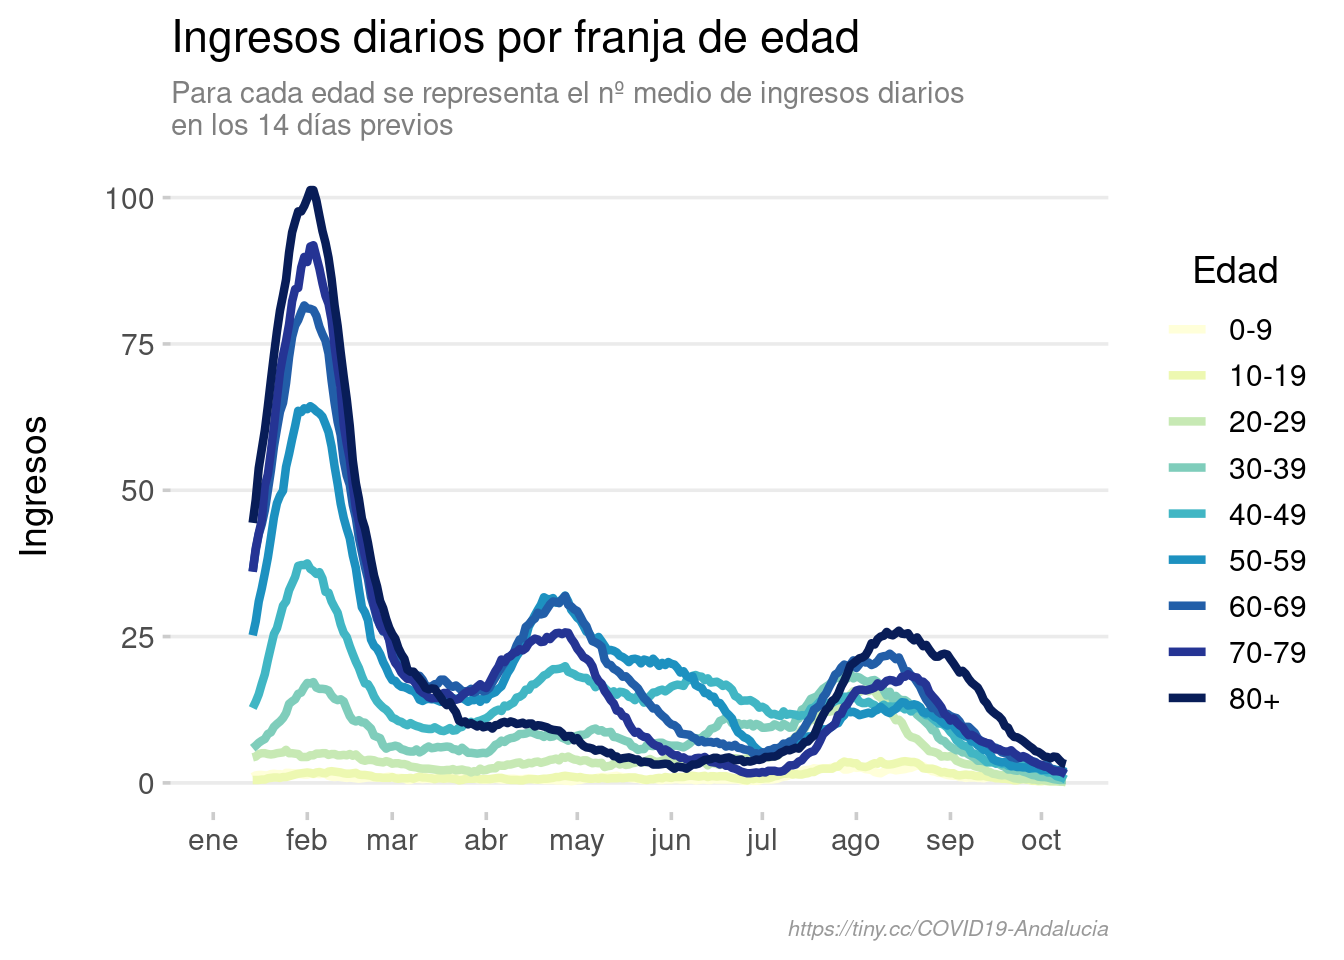 Ingresos diarios por franja de edad
Para cada edad se representa el nº medio de ingresos diarios
en los 14 días previos
Ingresos
100
75
50
25
0
ene feb mar abr may jun jul ago sep oct
Edad
0-9
10-19
20-29
30-39
40-49
50-59
60-69
70-79
80+
https://tiny.cc/COVID19-Andalucia